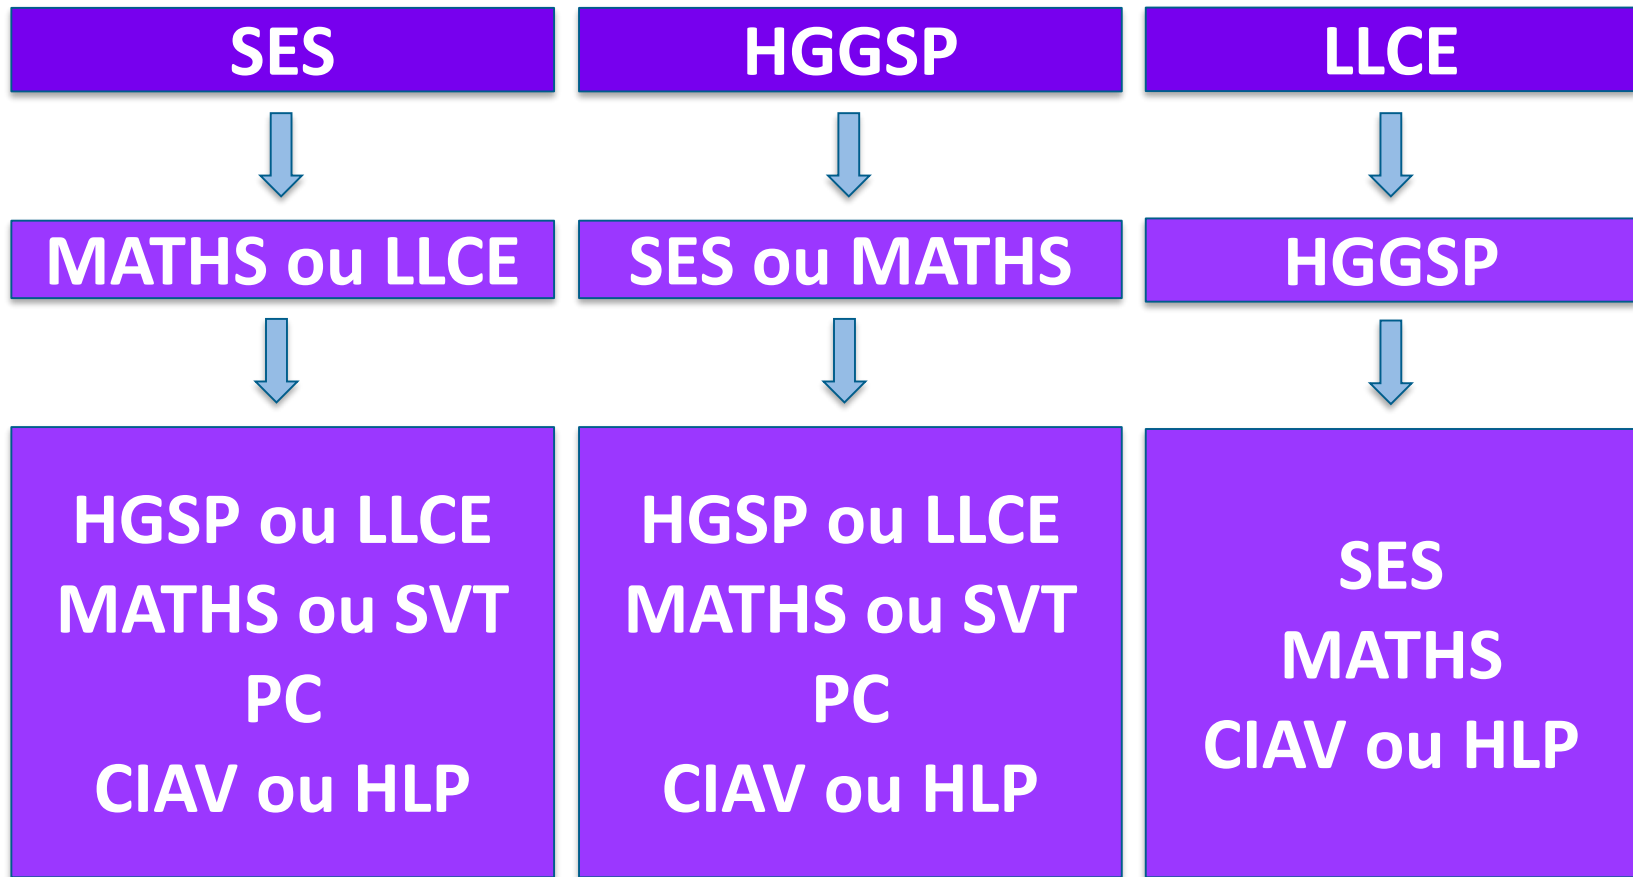 SES
HGGSP
LLCE
MATHS ou LLCE
SES ou MATHS
HGGSP
HGSP ou LLCE
MATHS ou SVT
PC
CIAV ou HLP
HGSP ou LLCE
MATHS ou SVT
PC
CIAV ou HLP
SES
MATHS
CIAV ou HLP